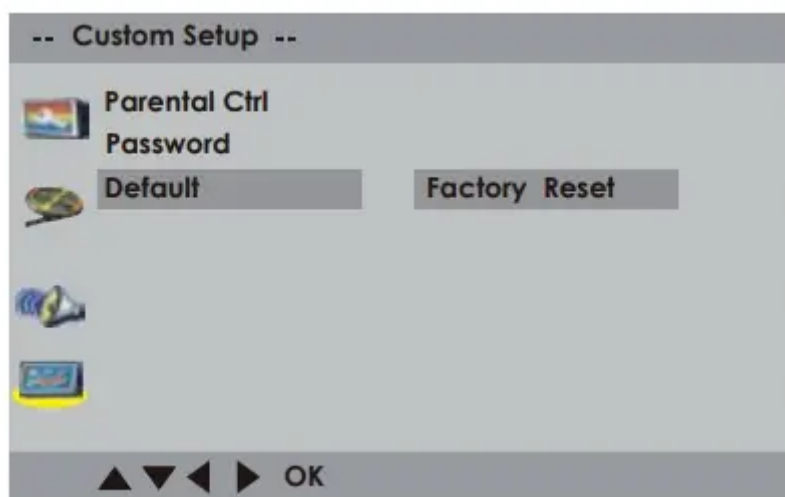 -- Custom Setup --
Parental Ctrl
Password
Default Factory Reset
OK